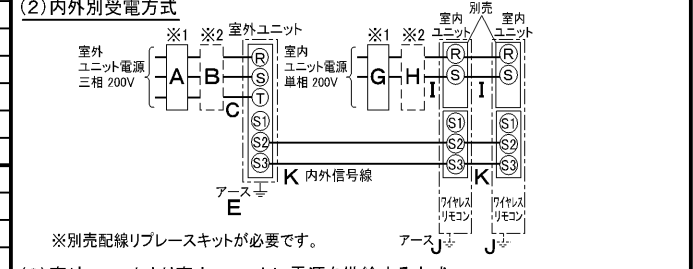 (2)内外別受電方式
別売
※1 ※2 室外ユニット
※1 ※2
室内ユニット
室内ユニット
室外
ユニット電源
三相 200V
A
B
C
R
S
T
S1
S2
S3
室内
ユニット電源
単相 200V
G
H
I
R
S
I
R
S
S1
S2
S3
S1
S2
S3
K 内外信号線
K
アース
E
ワイヤレス
リモコン
ワイヤレス
リモコン
※別売配線リプレースキットが必要です。
アース
J
J